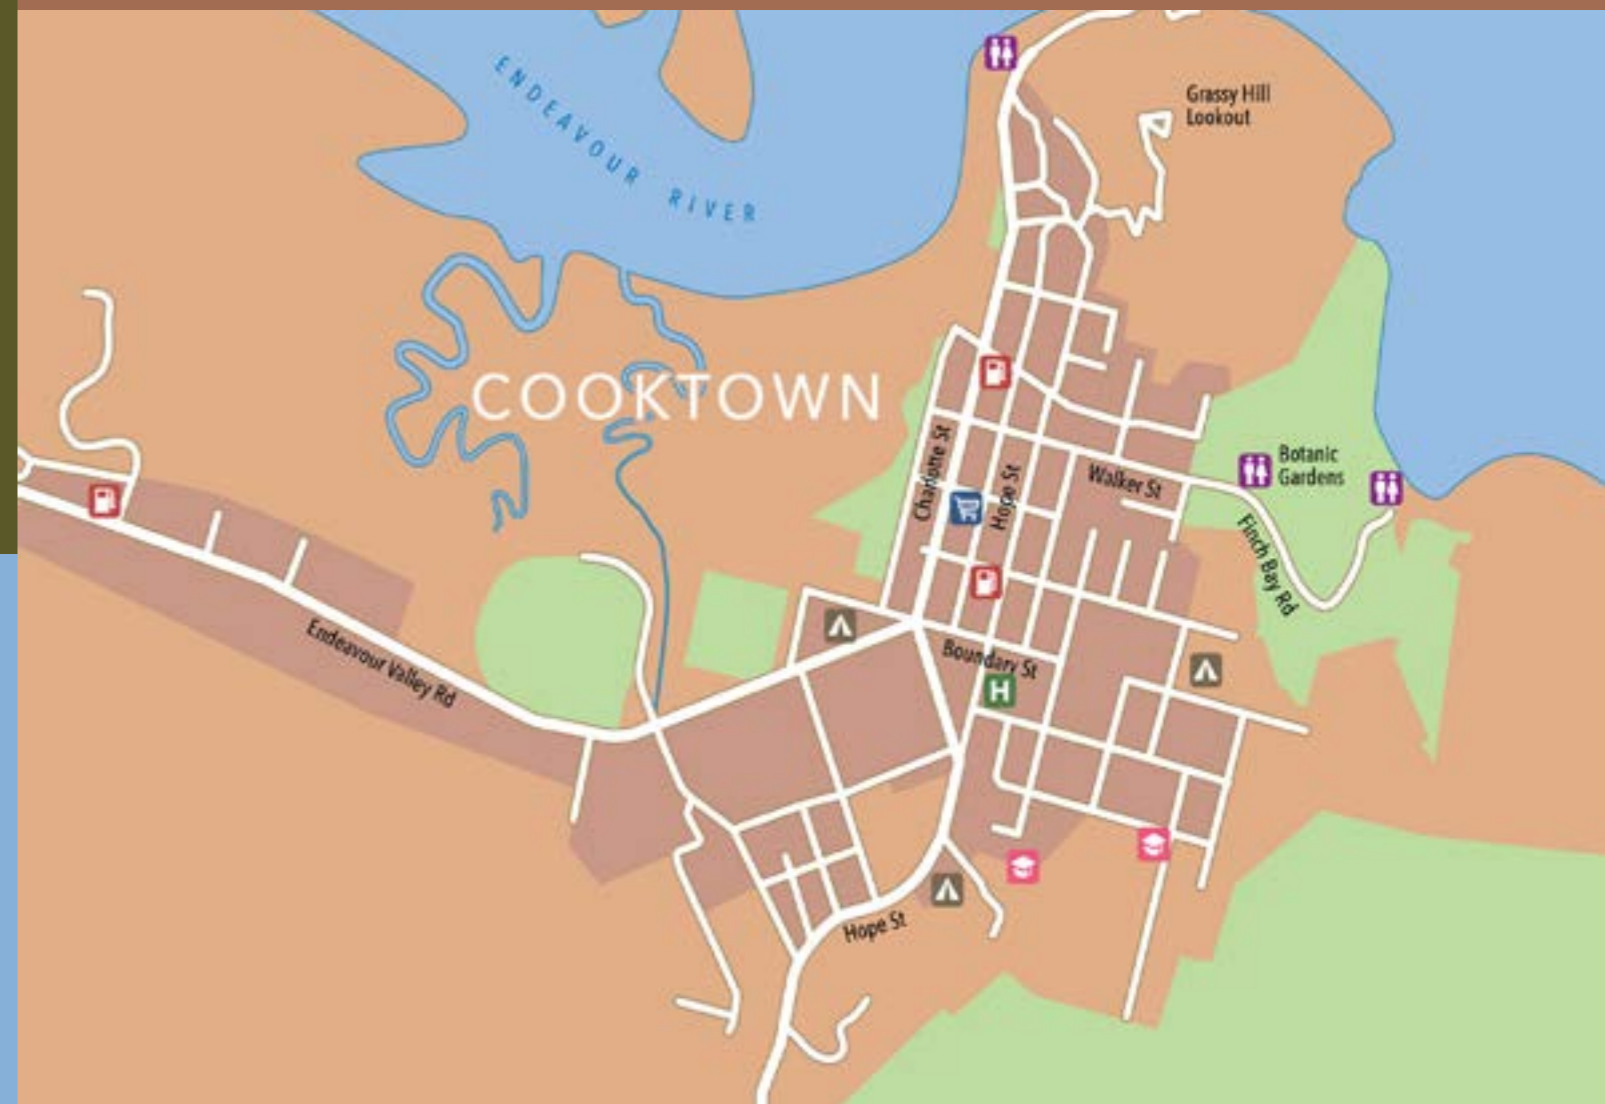 ENDEAVOUR RIVER
Grassy Hill
Lookout
COOKTOWN
Charlotte St
Hope St
Walker St
Botanic
Gardens
Finch Bay Rd
Endeavour Valley Rd
Boundary St
H
Hope St